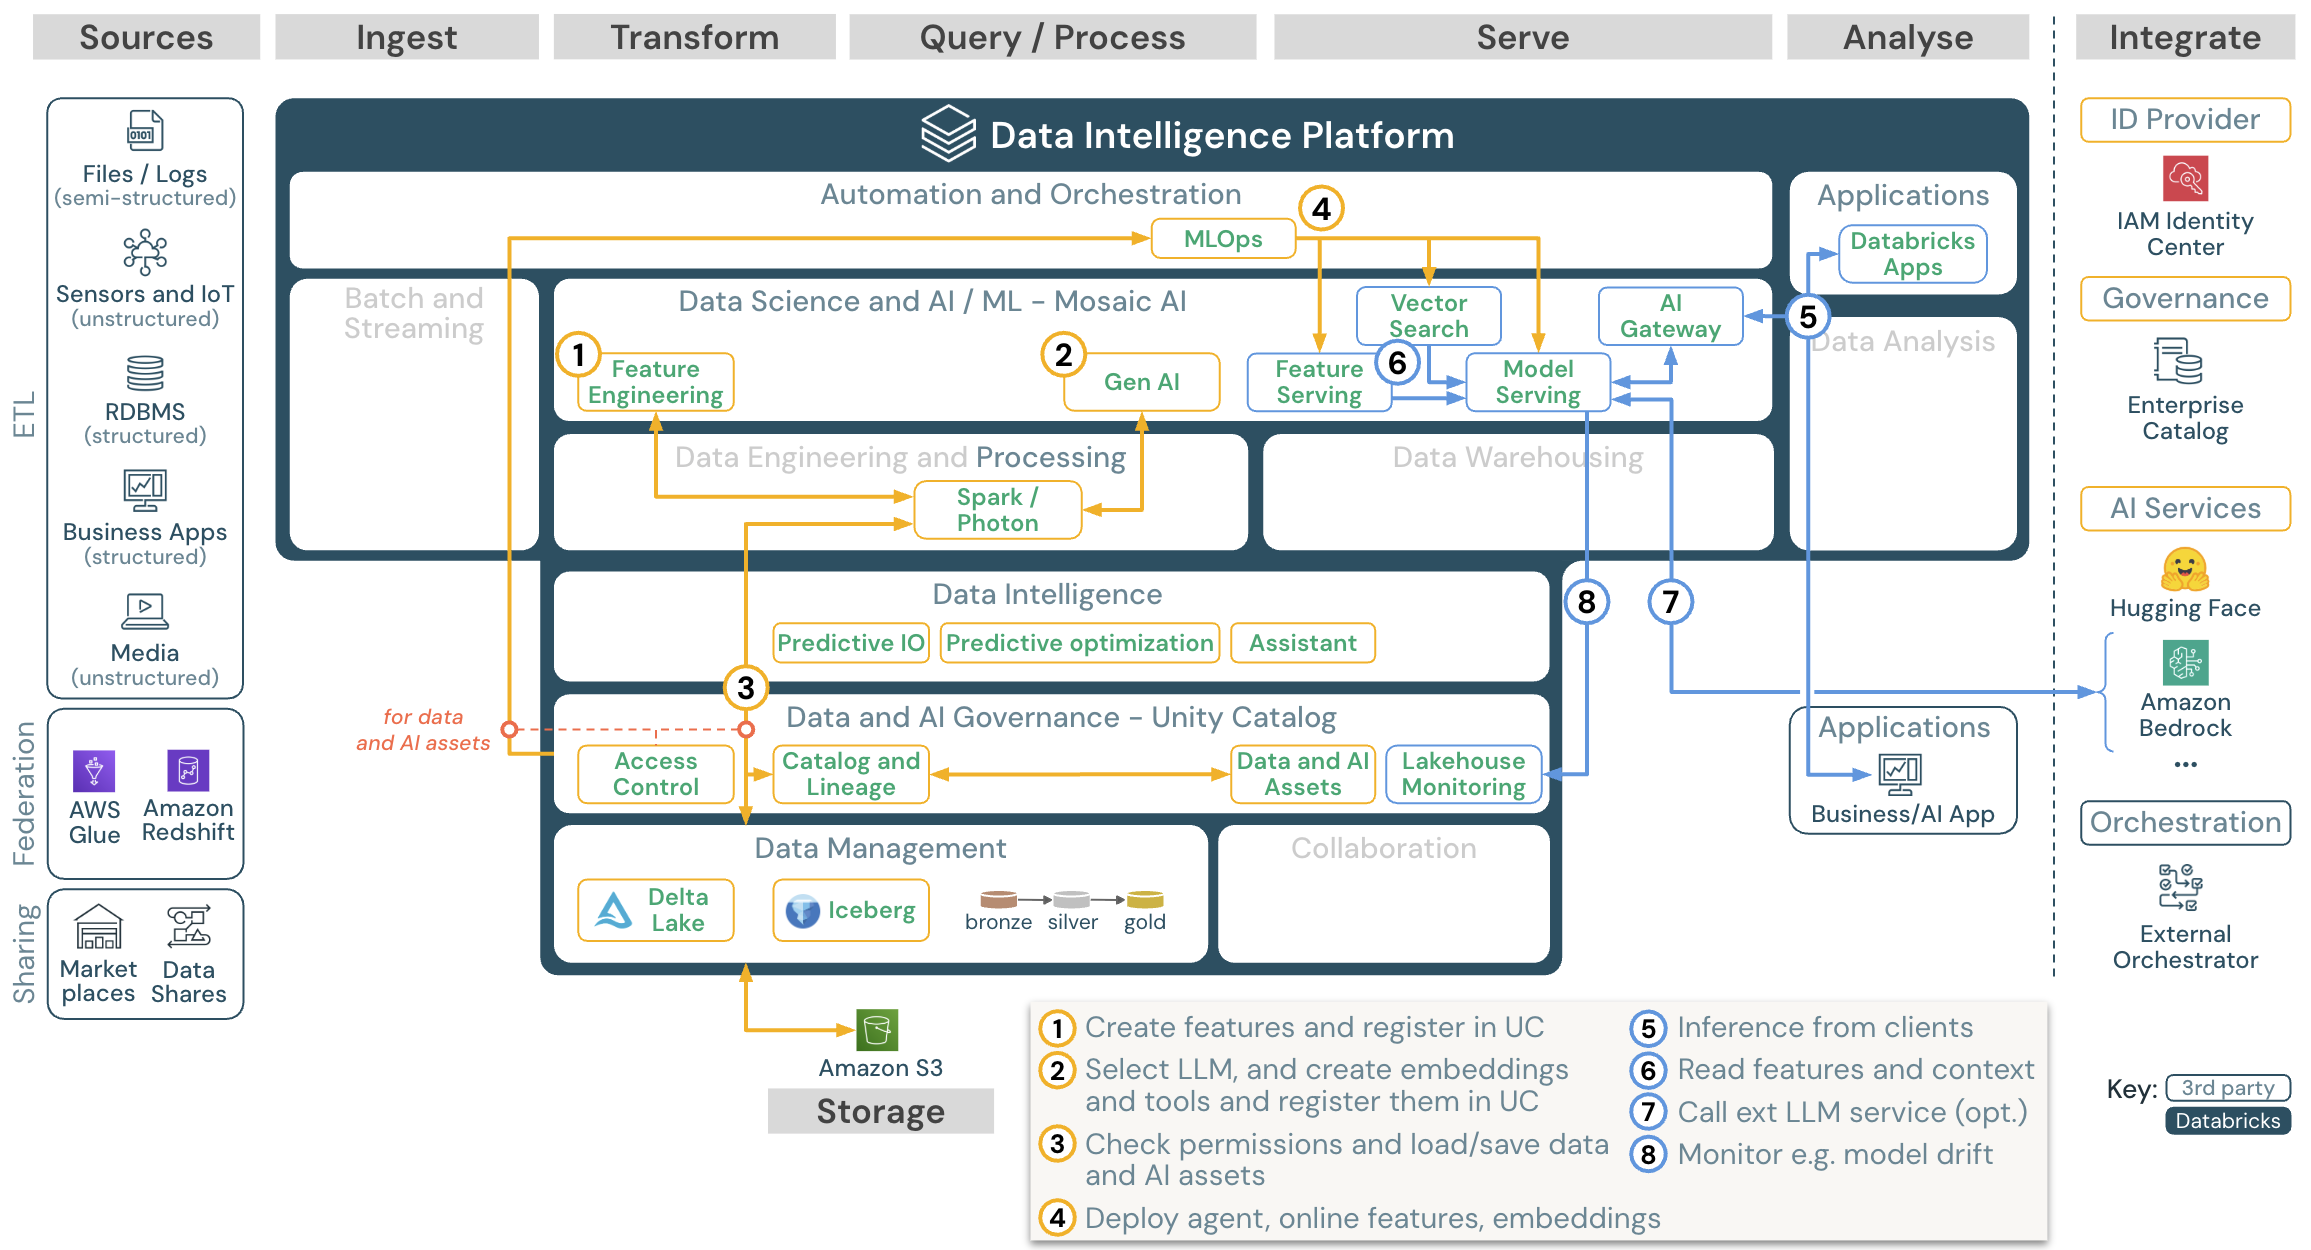 Sources
Ingest
Transform
Query / Process
Serve
Analyse
Integrate
ETL
0101
Files / Logs
(semi-structured)
Sensors and IoT
(unstructured)
RDBMS
(structured)
Business Apps
(structured)
Media
(unstructured)
Federation
AWS
Glue
Amazon
Redshift
Sharing
Market
places
Data
Shares
Data Intelligence Platform
Automation and Orchestration
4
MLOps
Applications
Databricks
Apps
Batch and
Streaming
Data Science and AI / ML - Mosaic AI
1
Feature
Engineering
2
Gen AI
Vector
Search
AI
Gateway
5
Feature
Serving
6
Model
Serving
Data Analysis
Data Engineering and Processing
Spark /
Photon
Data Warehousing
Data Intelligence
Predictive IO
Predictive optimization
Assistant
8
7
3
for data
and AI assets
Data and AI Governance - Unity Catalog
Access
Control
Catalog and
Lineage
Data and AI
Assets
Lakehouse
Monitoring
Applications
Business/AI App
Data Management
Delta
Lake
Iceberg
bronze
silver
gold
Collaboration
Amazon S3
Storage
ID Provider
IAM Identity
Center
Governance
Enterprise
Catalog
AI Services
Hugging Face
Amazon
Bedrock
...
Orchestration
External
Orchestrator
1 Create features and register in UC
2 Select LLM, and create embeddings
and tools and register them in UC
3 Check permissions and load/save data
and AI assets
4 Deploy agent, online features, embeddings
5 Inference from clients
6 Read features and context
7 Call ext LLM service (opt.)
8 Monitor e.g. model drift
Key: 3rd party
Databricks